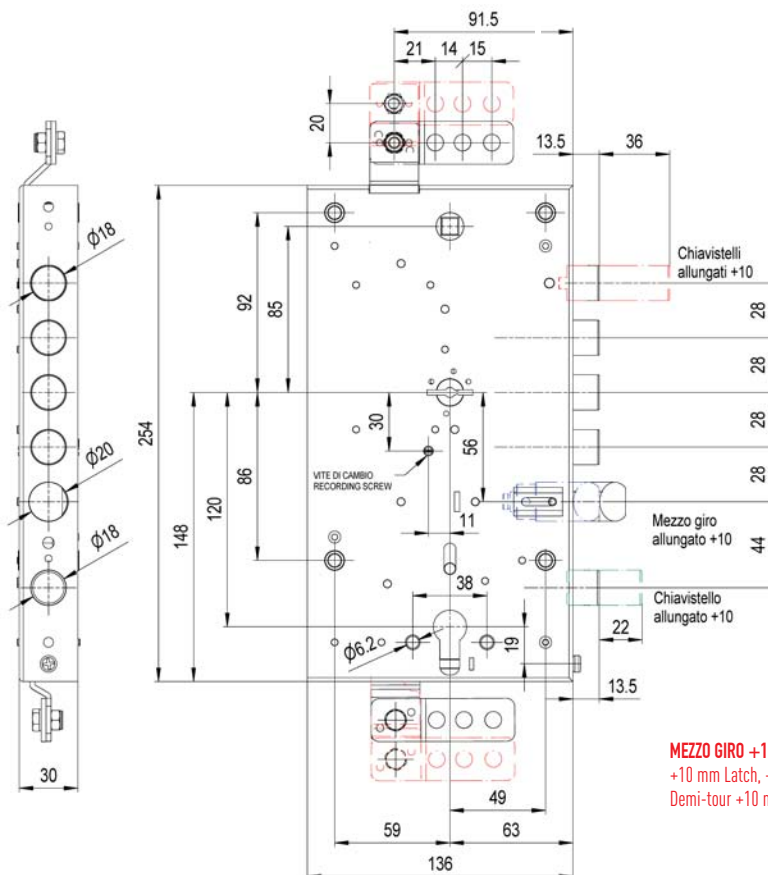 91.5
21 14 15
20
13.5 36
Ø18
Chiavistelli
allungati +10
28
92
85
28
254
30
56
28
Ø20
VITE DI CAMBIO
RECORDING SCREW
86
120
148
28
11
Mezzo giro
allungato +10
Ø18
44
38
Chiavistello
allungato +10
Ø6.2
19
22
13.5
30
MEZZO GIRO +1
+10 mm Latch,
Demi-tour +10 m
49
59 63
136